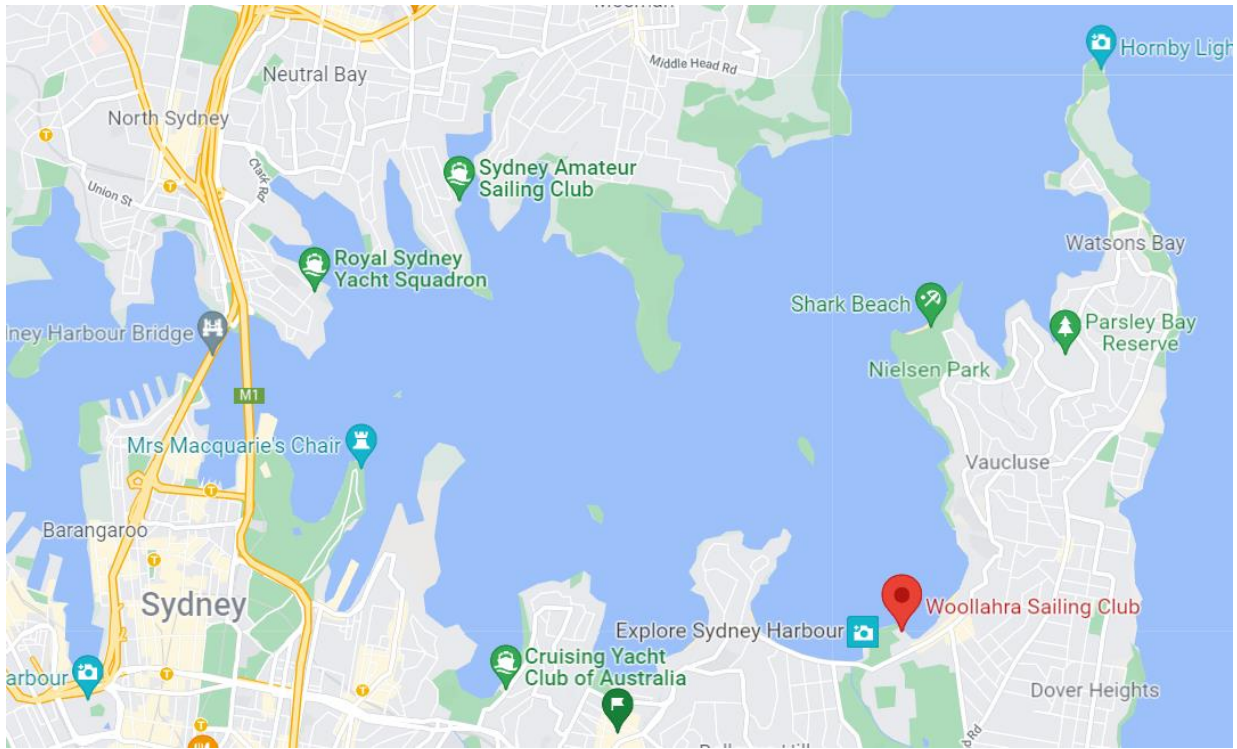 Mosman
Hornby Ligh
Middle Head Rd
Neutral Bay
North Sydney
Clark Rd
Union St
Sydney Amateur
Sailing Club
Watsons Bay
Royal Sydney
Yacht Squadron
Shark Beach
Parsley Bay
Reserve
ney Harbour Bridge
Nielsen Park
M1
Mrs Macquarie's Chair
Vaucluse
T
Barangaroo
T
Sydney
Woollahra Sailing Club
Explore Sydney Harbour
Cruising Yacht
Club of Australia
arbour
Dover Heights
T
b Rd